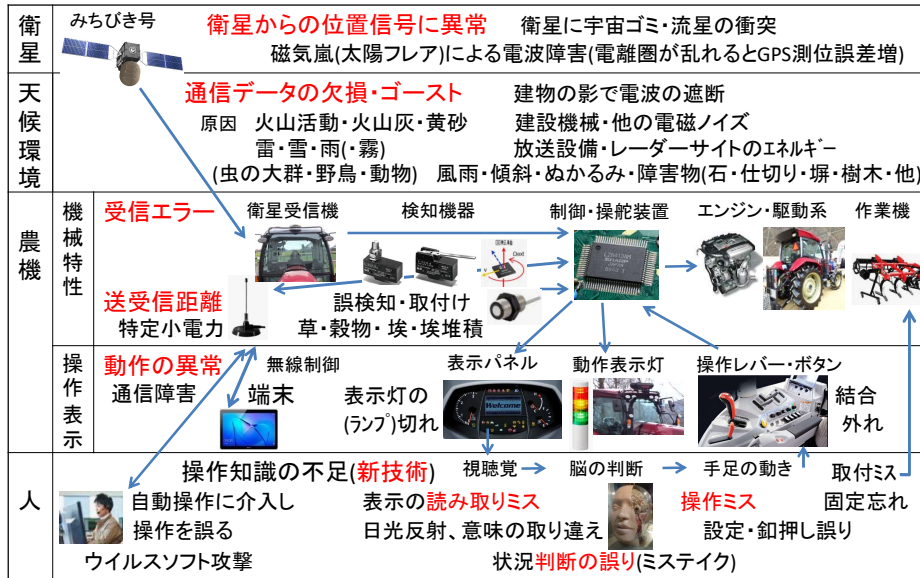 衛星
みちびき号
衛星からの位置信号に異常　衛星に宇宙ゴミ・流星の衝突
磁気嵐(太陽フレア)による電波障害(電離圏が乱れるとGPS測位誤差増)
天候環境
通信データの欠損・ゴースト　建物の影で電波の遮断
原因　火山活動・火山灰・黄砂　建設機械・他の電磁ノイズ
雷・雪・雨(・霧)　放送設備・レーダーサイトのエネルギー
(虫の大群・野鳥・動物)　風雨・傾斜・ぬかるみ・障害物(石・仕切り・塀・樹木・他)
農機
機械特性
受信エラー　衛星受信機　検知機器　制御・操舵装置　エンジン・駆動系　作業機
送受信距離　誤検知・取付け
特定小電力　草・穀物・埃・埃堆積
操作表示
動作の異常　無線制御　表示パネル　動作表示灯　操作レバー・ボタン
通信障害　端末　表示灯の　結合
(ランプ)切れ　外れ
Welcome
人
操作知識の不足(新技術)　視聴覚　脳の判断　手足の動き　取付ミス
自動操作に介入し　表示の読み取りミス　操作ミス　固定忘れ
操作を誤る　日光反射、意味の取り違え　設定・釦押し誤り
ウイルスソフト攻撃　状況判断の誤り(ミステイク)